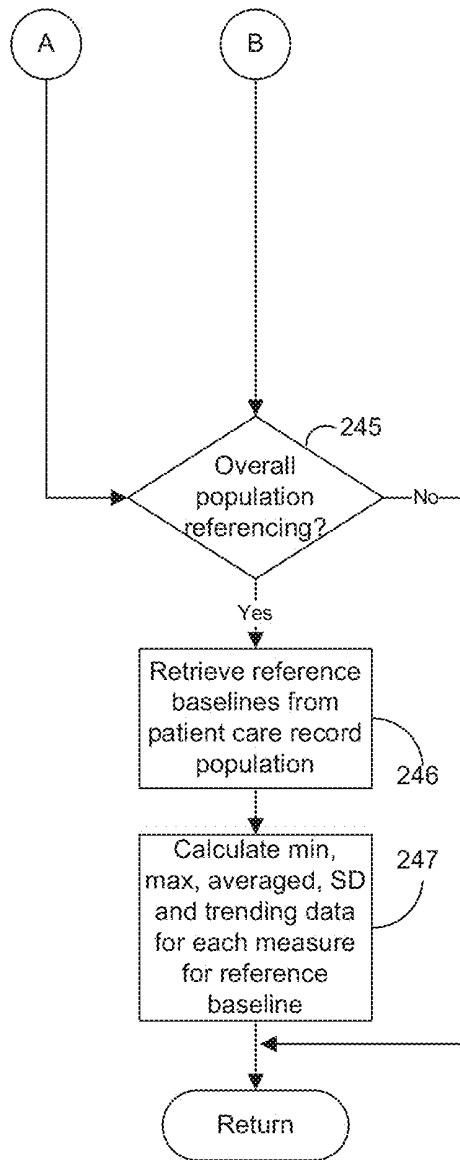 A
B
245
Overall
population
referencing?
No
Yes
Retrieve reference
baselines from
patient care record
population
246
Calculate min,
max, averaged, SD
and trending data
for each measure
for reference
baseline
247
Return